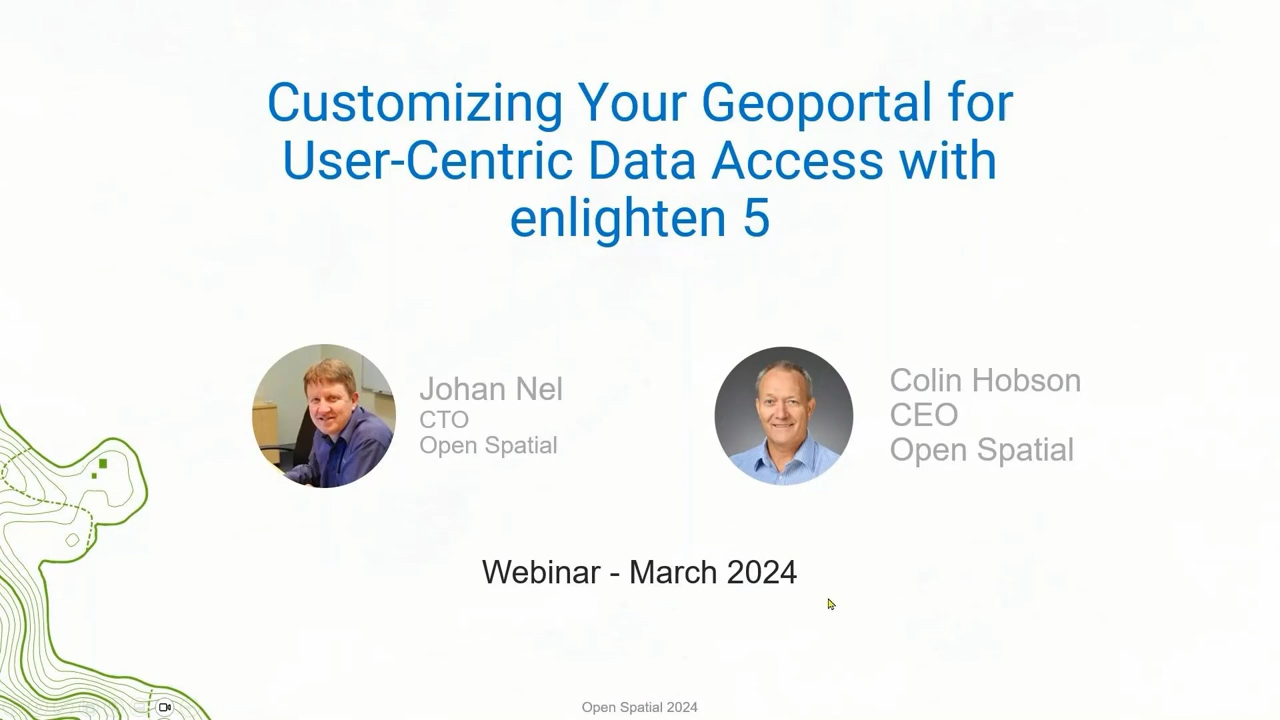 Customizing Your Geoportal for
User-Centric Data Access with
enlighten 5
Johan Nel
CTO
Open Spatial
Colin Hobson
CEO
Open Spatial
Webinar - March 2024
Open Spatial 2024